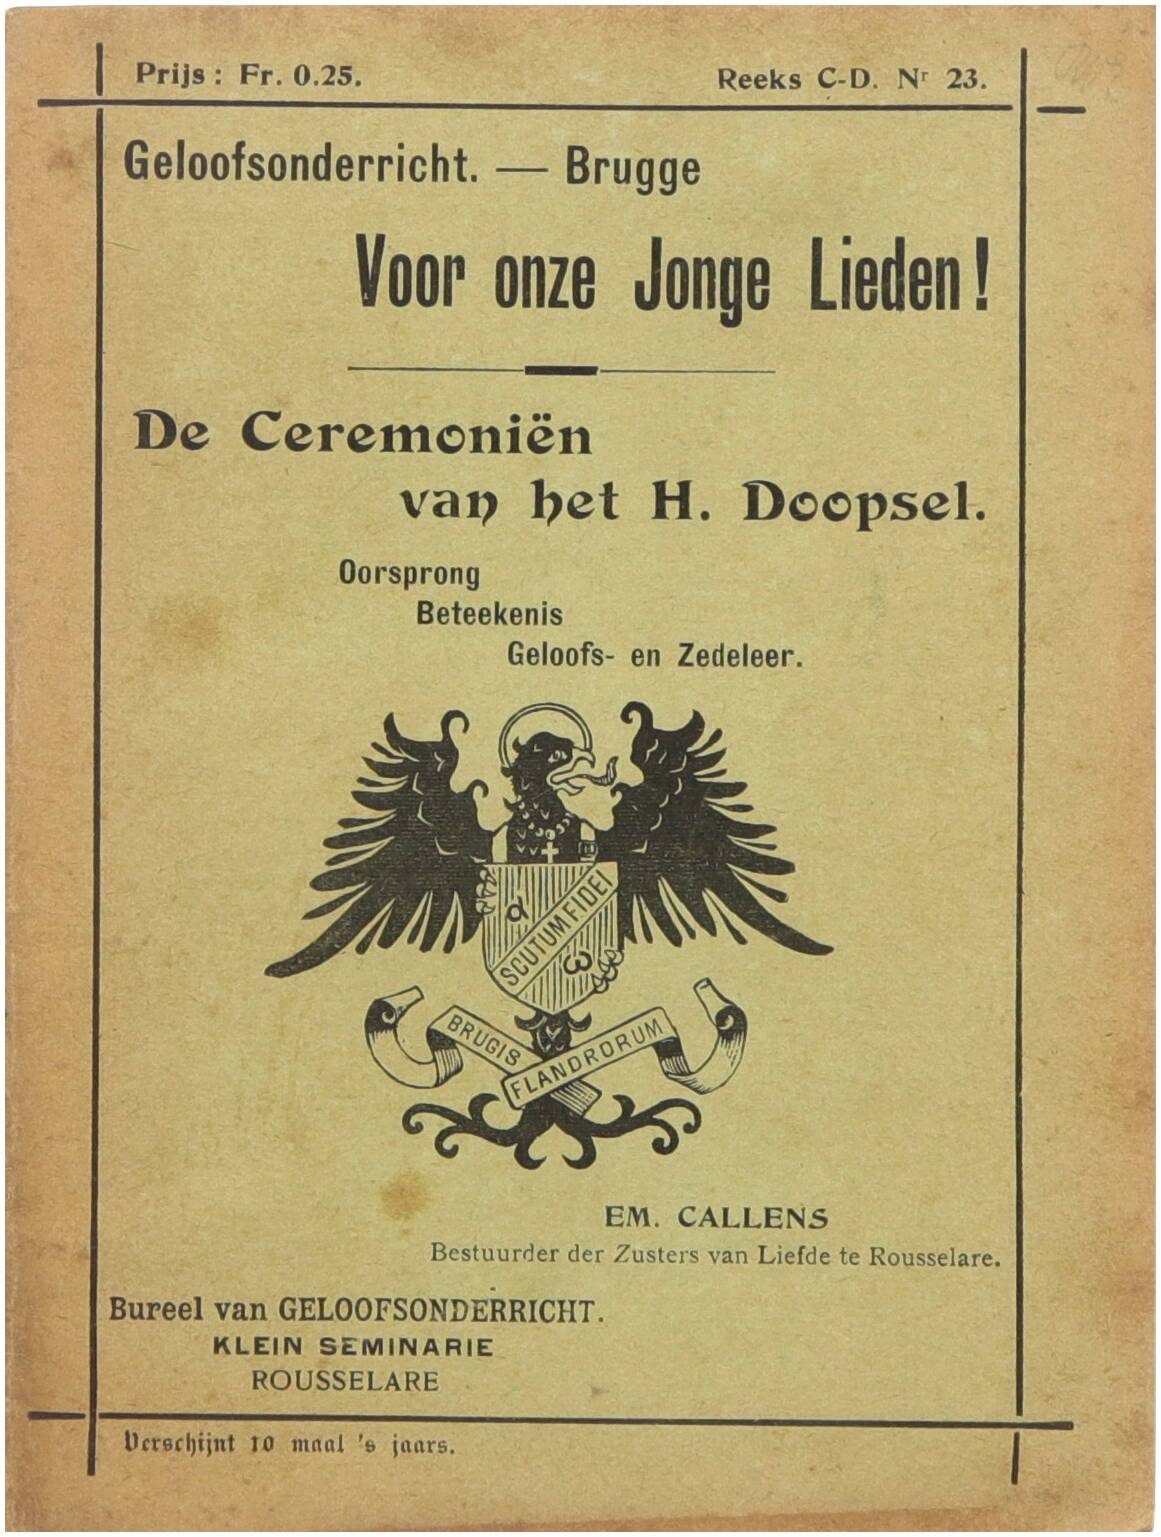 Prijs : Fr. 0.25.
Reeks C-D. Nr 23.
Geloofsonderricht. — Brugge
Voor onze Jonge Lieden !
De Ceremoniën
van het H. Doopsel.
Oorsprong
Beteekenis
Geloofs- en Zedeleer.
α
SCUTUM FIDEI
ω
BRUGIS
FLANDRORUM
EM. CALLENS
Bestuurder der Zusters van Liefde te Rousselare.
Bureel van GELOOFSONDERRICHT.
KLEIN SEMINARIE
ROUSSELARE
Verschijnt 10 maal 's jaars.